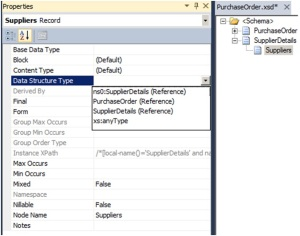 Properties
Suppliers Record
Base Data Type
Block (Default)
Content Type (Default)
Data Structure Type
Derived By ns0:SupplierDetails (Reference)
Final PurchaseOrder (Reference)
Form SupplierDetails (Reference)
Group Max Occurs xs:anyType
Group Min Occurs
Group Order Type
Instance XPath /*[local-name()='SupplierDetails' and na
Max Occurs
Min Occurs
Mixed False
Namespace
Nillable False
Node Name Suppliers
Notes
PurchaseOrder.xsd*
<Schema>
PurchaseOrder
SupplierDetails
Suppliers